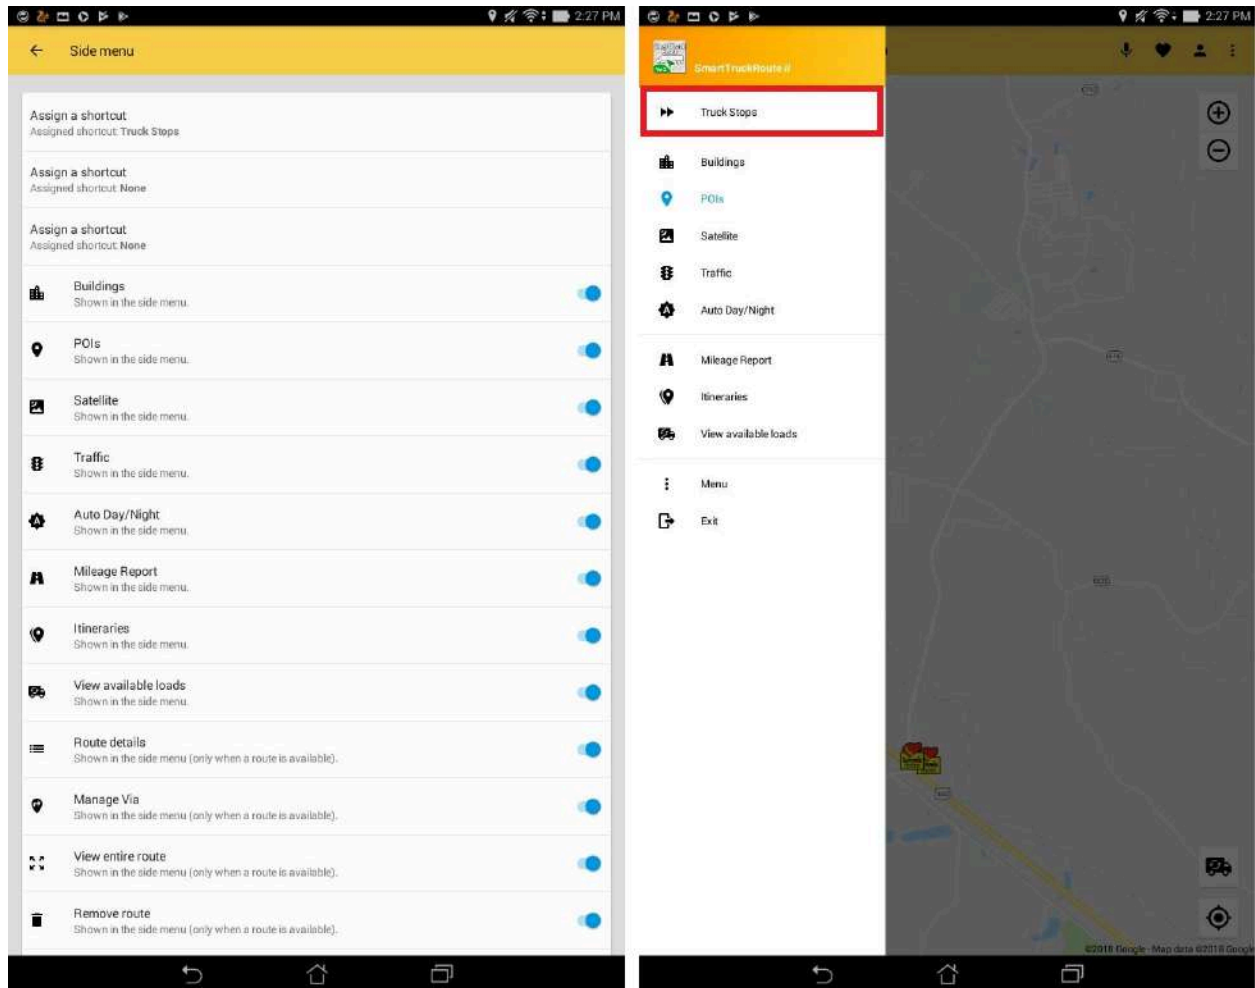 2:27 PM
Side menu
Assign a shortcut
Assigned shortcut: Truck Stops
Assign a shortcut
Assigned shortcut: None
Assign a shortcut
Assigned shortcut: None
Buildings
Shown in the side menu.
POIs
Shown in the side menu.
Satellite
Shown in the side menu.
Traffic
Shown in the side menu.
Auto Day/Night
Shown in the side menu.
Mileage Report
Shown in the side menu.
Itineraries
Shown in the side menu.
View available loads
Shown in the side menu.
Route details
Shown in the side menu (only when a route is available).
Manage Via
Shown in the side menu (only when a route is available).
View entire route
Shown in the side menu (only when a route is available).
Remove route
Shown in the side menu (only when a route is available).
2:27 PM
SmartTruckRoute
Truck Stops
Buildings
POIs
Satellite
Traffic
Auto Day/Night
Mileage Report
Itineraries
View available loads
Menu
Exit
©2018 Google - Map data ©2018 Google